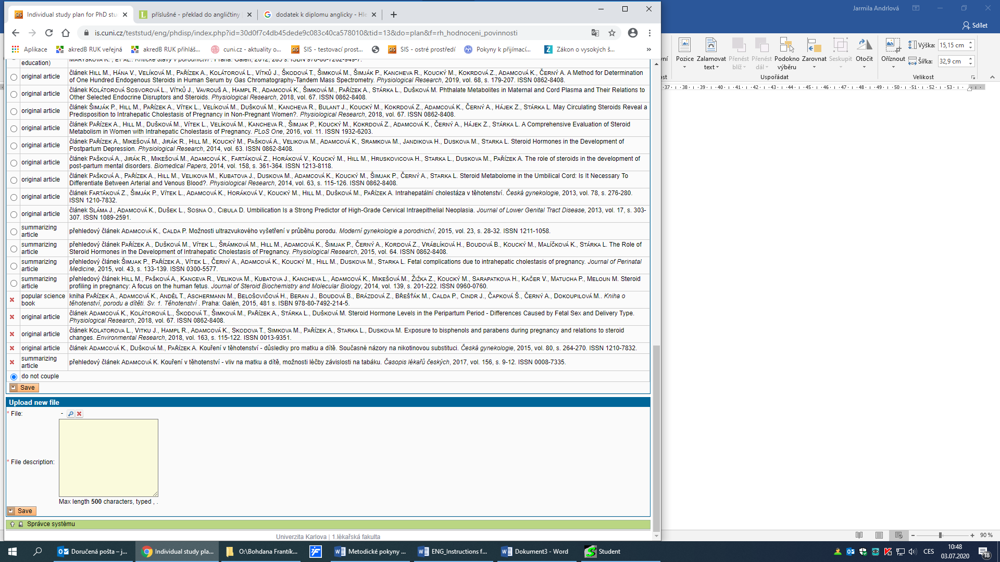 Individual study plan for PhD stu
příslušné - překlad do angličtiny
dodatek k diplomu anglicky - Hle
Jarmila Andrlová
Sdílet
is.cuni.cz/teststud/eng/phdisp/index.php?id=30d0f7c4db45dede9c083c40ca578010&tid=13&do=plan&f=rh_hodnoceni_povinnosti
Aplikace
akredB RUK veřejná
akredB RUK přihláš...
cuni.cz - aktuality o...
SIS - testovací prost...
SIS - ostré prostředí
Pokyny k přijímací...
Zákon o vysokých š...
»
Pozice
Zalamovat text
Přenést blíž
Přenést dál
Podokno výběru
Zarovnat
Seskupit
Otočit
Uspořádat
Oříznout
Výška: 15,15 cm
Šířka: 32,9 cm
Velikost
37 38 39 40 41 42 43 44 45 46 47 48 49 50 51 52 53
education)
original article
článek HILL M., HÁNA V., VELÍKOVÁ M., PAŘÍZEK A., KOLÁTOROVÁ L., VÍTKŮ J., ŠKODOVÁ T., ŠIMKOVÁ M., ŠIMJÁK P., KANCHEVA R., KOUCKÝ M., KOKRDOVÁ Z., ADAMCOVÁ K., ČERNÝ A. A Method for Determination
of One Hundred Endogenous Steroids in Human Serum by Gas Chromatography-Tandem Mass Spectrometry. Physiological Research, 2019, vol. 68, s. 179-207. ISSN 0862-8408.
original article
článek KOLÁTOROVÁ SOSVOROVÁ L., VÍTKŮ J., VAVROUŠ A., HAMPL R., ADAMCOVÁ K., ŠIMKOVÁ M., PAŘÍZEK A., STÁRKA L., DUŠKOVÁ M. Phthalate Metabolites in Maternal and Cord Plasma and Their Relations to
Other Selected Endocrine Disruptors and Steroids. Physiological Research, 2018, vol. 67. ISSN 0862-8408.
original article
článek ŠIMJÁK P., HILL M., PAŘÍZEK A., VÍTEK L., VELÍKOVÁ M., DUŠKOVÁ M., KANCHEVA R., BULANT J., KOUCKÝ M., KOKRDOVÁ Z., ADAMCOVÁ K., ČERNÝ A., HÁJEK Z., STÁRKA L. May Circulating Steroids Reveal a
Predisposition to Intrahepatic Cholestasis of Pregnancy in Non-Pregnant Women?. Physiological Research, 2018, vol. 67. ISSN 0862-8408.
original article
článek PAŘÍZEK A., HILL M., DUŠKOVÁ M., VÍTEK L., VELÍKOVÁ M., KANCHEVA R., ŠIMJAK P., KOUCKÝ M., KOKRDOVÁ Z., ADAMCOVÁ K., ČERNÝ A., HÁJEK Z., STÁRKA L. A Comprehensive Evaluation of Steroid
Metabolism in Women with Intrahepatic Cholestasis of Pregnancy. PLoS One, 2016, vol. 11. ISSN 1932-6203.
original article
článek PAŘÍZEK A., MIKEŠOVÁ M., JIRÁK R., HILL M., KOUCKÝ M., PAŠKOVÁ A., VELIKOVA M., ADAMCOVÁ K., SRAMKOVA M., JANDIKOVA H., DUSKOVA M., STARKA L. Steroid Hormones in the Development of
Postpartum Depression. Physiological Research, 2014, vol. 63. ISSN 0862-8408.
original article
článek PAŠKOVÁ A., JIRÁK R., MIKEŠOVÁ M., ADAMCOVÁ K., FARTÁKOVÁ Z., HORÁKOVÁ V., KOUCKÝ M., HILL M., HRUSKOVICOVA H., STARKA L., DUSKOVA M., PAŘÍZEK A. The role of steroids in the development of
post-partum mental disorders. Biomedical Papers, 2014, vol. 158, s. 361-364. ISSN 1213-8118.
original article
článek PAŠKOVÁ A., PAŘÍZEK A., HILL M., VELIKOVA M., KUBATOVA J., DUSKOVA M., ADAMCOVÁ K., KOUCKÝ M., ŠIMJAK P., ČERNÝ A., STARKA L. Steroid Metabolome in the Umbilical Cord: Is It Necessary To
Differentiate Between Arterial and Venous Blood?. Physiological Research, 2014, vol. 63, s. 115-126. ISSN 0862-8408.
original article
článek FARTÁKOVÁ Z., ŠIMJÁK P., VÍTEK L., ADAMCOVÁ K., HORÁKOVÁ V., KOUCKÝ M., HILL M., DUŠKOVÁ M., PAŘÍZEK A. Intrahepatální cholestáza v těhotenství. Česká gynekologie, 2013, vol. 78, s. 276-280.
ISSN 1210-7832.
original article
článek SLÁMA J., ADAMCOVÁ K., DUŠEK L., SOSNA O., CIBULA D. Umbilication Is a Strong Predictor of High-Grade Cervical Intraepithelial Neoplasia. Journal of Lower Genital Tract Disease, 2013, vol. 17, s. 303-
307. ISSN 1089-2591.
summarizing article
přehledový článek ADAMCOVÁ K., CALDA P. Možnosti ultrazvukového vyšetření v průběhu porodu. Moderní gynekologie a porodnictví, 2015, vol. 23, s. 28-32. ISSN 1211-1058.
summarizing article
přehledový článek PAŘÍZEK A., DUŠKOVÁ M., VÍTEK L., ŠRÁMKOVÁ M., HILL M., ADAMCOVÁ K., ŠIMJAK P., ČERNÝ A., KORDOVÁ Z., VRÁBLÍKOVÁ H., BOUDOVÁ B., KOUCKÝ M., MALÍČKOVÁ K., STÁRKA L. The Role of
Steroid Hormones in the Development of Intrahepatic Cholestasis of Pregnancy. Physiological Research, 2015, vol. 64. ISSN 0862-8408.
summarizing article
přehledový článek ŠIMJAK P., PAŘÍZEK A., VÍTEK L., ČERNÝ A., ADAMCOVÁ K., KOUCKÝ M., HILL M., DUSKOVA M., STARKA L. Fetal complications due to intrahepatic cholestasis of pregnancy. Journal of Perinatal
Medicine, 2015, vol. 43, s. 133-139. ISSN 0300-5577.
summarizing article
přehledový článek HILL M., PAŠKOVÁ A., KANCEVA R., VELIKOVA M., KUBATOVA J., KANCHEVA L., ADAMCOVÁ K., MIKEŠOVÁ M., ŽIŽKA Z., KOUCKÝ M., SARAPATKOVA H., KAČER V., MATUCHA P., MELOUN M. Steroid
profiling in pregnancy: A focus on the human fetus. Journal of Steroid Biochemistry and Molecular Biology, 2014, vol. 139, s. 201-222. ISSN 0960-0760.
popular science book
kniha PAŘÍZEK A., ADAMCOVÁ K., ANDĚL T., ASCHERMANN M., BELOŠOVIČOVÁ H., BERAN J., BOUDOVÁ B., BRÁZDOVÁ Z., BŘEŠŤÁK M., CALDA P., CINDR J., ČAPKOVÁ Š., ČERNÝ A., DOKOUPILOVÁ M.. Kniha o
těhotenství, porodu a dítěti. Sv. 1. Těhotenství . Praha: Galén, 2015, 481 s. ISBN 978-80-7492-214-5.
original article
článek ADAMCOVÁ K., KOLÁTOROVÁ L., ŠKODOVÁ T., ŠIMKOVÁ M., PAŘÍZEK A., STÁRKA L., DUŠKOVÁ M. Steroid Hormone Levels in the Peripartum Period - Differences Caused by Fetal Sex and Delivery Type.
Physiological Research, 2018, vol. 67. ISSN 0862-8408.
original article
článek KOLATOROVA L., VITKU J., HAMPL R., ADAMCOVÁ K., SKODOVA T., SIMKOVA M., PAŘÍZEK A., STARKA L., DUSKOVA M. Exposure to bisphenols and parabens during pregnancy and relations to steroid
changes. Environmental Research, 2018, vol. 163, s. 115-122. ISSN 0013-9351.
original article
článek ADAMCOVÁ K., DUŠKOVÁ M., PAŘÍZEK A. Kouření v těhotenství - důsledky pro matku a dítě. Současné názory na nikotinovou substituci. Česká gynekologie, 2015, vol. 80, s. 264-270. ISSN 1210-7832.
summarizing article
přehledový článek ADAMCOVÁ K. Kouření v těhotenství - vliv na matku a dítě, možnosti léčby závislosti na tabáku. Časopis lékařů českých, 2017, vol. 156, s. 9-12. ISSN 0008-7335.
do not couple
Save
Upload new file
* File: -
* File description:
Max length 500 characters, typed , .
Save
Správce systému
Univerzita Karlova | 1.lékařská fakulta
90 %
Doručená pošta – j...
Individual study pla...
O:\Bohdana Frantík...
Metodické pokyny ...
ENG_Instructions f...
Dokument3 - Word
Student
CES
10:48
03.07.2020
18